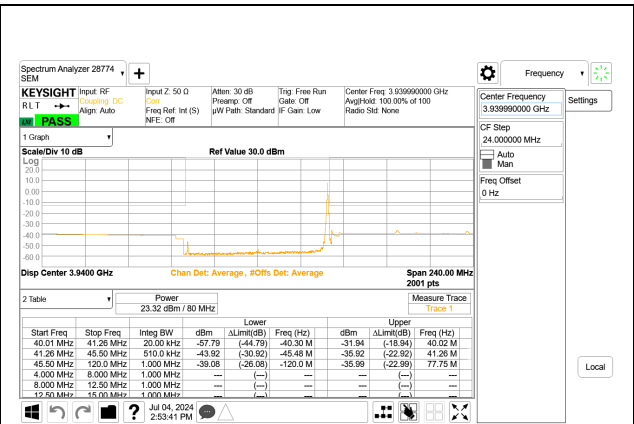 Spectrum Analyzer 28774
SEM
Frequency
KEYSIGHT
RLT
LXI PASS
Input: RF
Coupling: DC
Align: Auto
Input Z: 50 Ω
Corr
Freq Ref: Int (S)
NFE: Off
Atten: 30 dB
Preamp: Off
µW Path: Standard
Trig: Free Run
Gate: Off
IF Gain: Low
Center Freq: 3.939990000 GHz
Avg|Hold: 100.00% of 100
Radio Std: None
Center Frequency
3.939990000 GHz
Settings
CF Step
24.000000 MHz
Auto
Man
Freq Offset
0 Hz
Local
1 Graph
Scale/Div 10 dB
Ref Value 30.0 dBm
Log
20.0
10.0
0.00
-10.0
-20.0
-30.0
-40.0
-50.0
-60.0
Disp Center 3.9400 GHz
Chan Det: Average, #Offs Det: Average
Span 240.00 MHz
2001 pts
2 Table
Power
23.32 dBm / 80 MHz
Measure Trace
Trace 1
Lower Upper
Start Freq Stop Freq Integ BW dBm ΔLimit(dB) Freq (Hz) dBm ΔLimit(dB) Freq (Hz)
40.01 MHz 41.26 MHz 20.00 kHz -57.79 (-44.79) -40.30 M -31.94 (-18.94) 40.02 M
41.26 MHz 45.50 MHz 510.0 kHz -43.92 (-30.92) -45.48 M -35.92 (-22.92) 41.26 M
45.50 MHz 120.0 MHz 1.000 MHz -39.08 (-26.08) -120.0 M -35.99 (-22.99) 77.75 M
4.000 MHz 8.000 MHz 1.000 MHz --- (---) --- --- (---) ---
8.000 MHz 12.50 MHz 1.000 MHz --- (---) --- --- (---) ---
12.50 MHz 15.00 MHz 1.000 MHz --- (---) --- --- (---) ---
Jul 04, 2024
2:53:41 PM